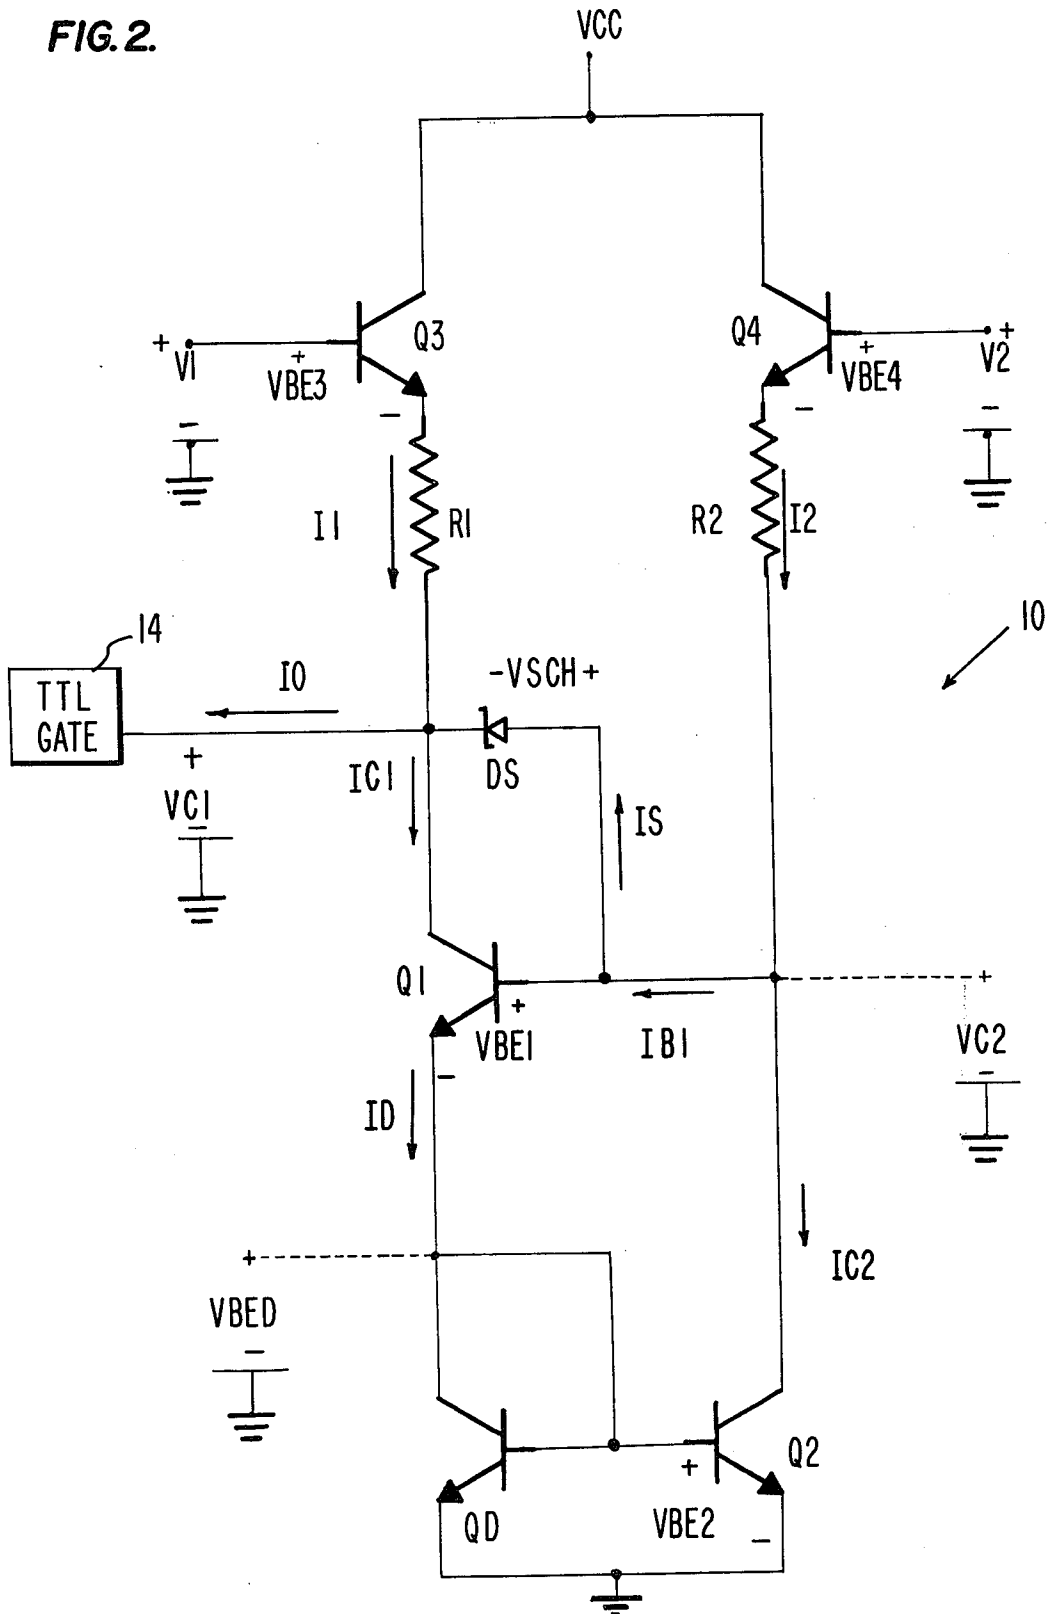 FIG. 2.
VCC
Q3
Q4
+
V1
-
+
VBE3
-
+
VBE4
-
+
V2
-
I1
R1
R2
I2
10
14
TTL
GATE
I0
-VSCH+
DS
+
VC1
-
IC1
IS
Q1
+
VBE1
-
IB1
+
VC2
-
ID
+
VBED
-
IC2
QD
+
VBE2
-
Q2